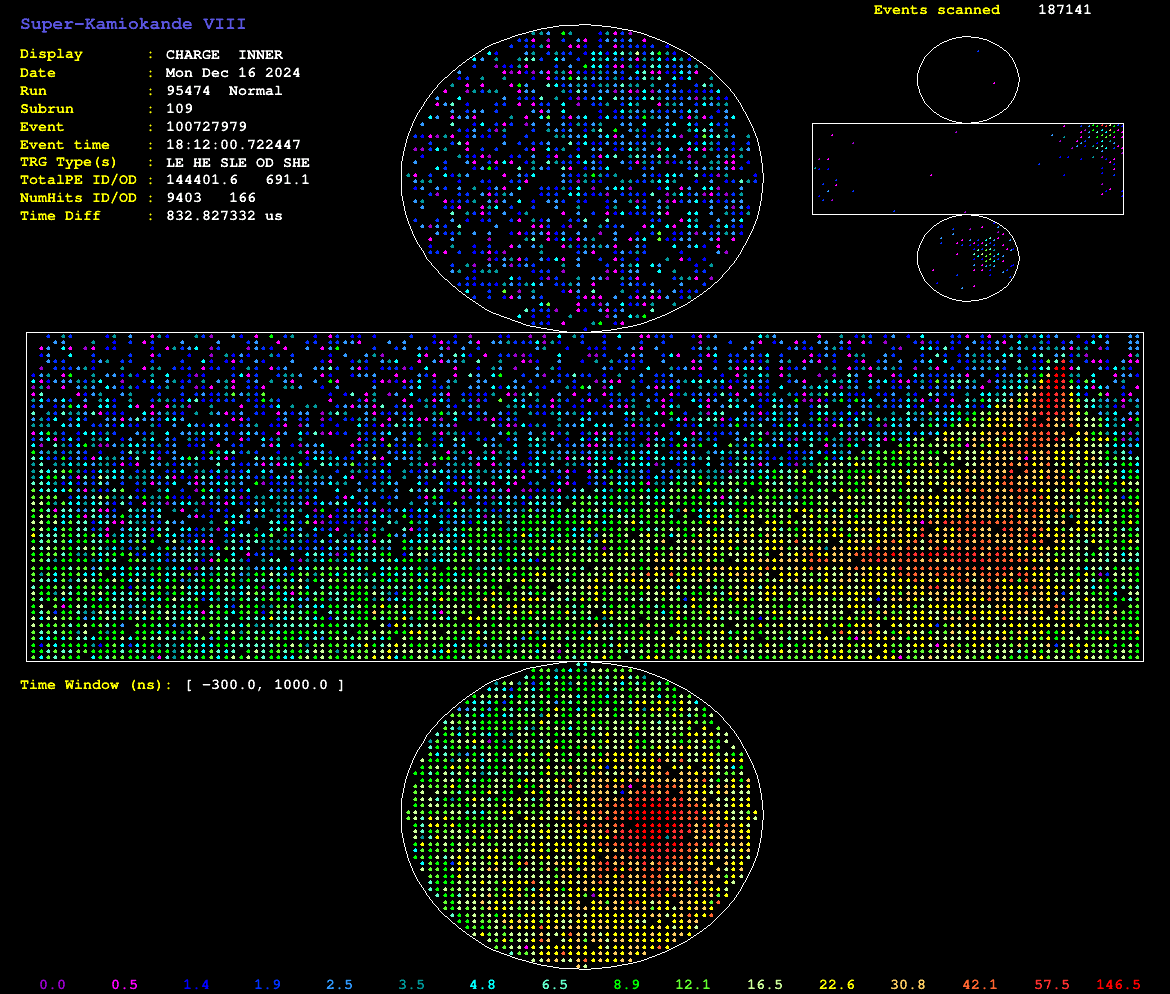 Super-Kamiokande VIII
Events scanned 187141
Display : CHARGE INNER
Date : Mon Dec 16 2024
Run : 95474 Normal
Subrun : 109
Event : 100727979
Event time : 18:12:00.722447
TRG Type(s) : LE HE SLE OD SHE
TotalPE ID/OD : 144401.6 691.1
NumHits ID/OD : 9403 166
Time Diff : 832.827332 us
Time Window (ns): [ −300.0, 1000.0 ]
0.0 0.5 1.4 1.9 2.5 3.5 4.8 6.5 8.9 12.1 16.5 22.6 30.8 42.1 57.5 146.5